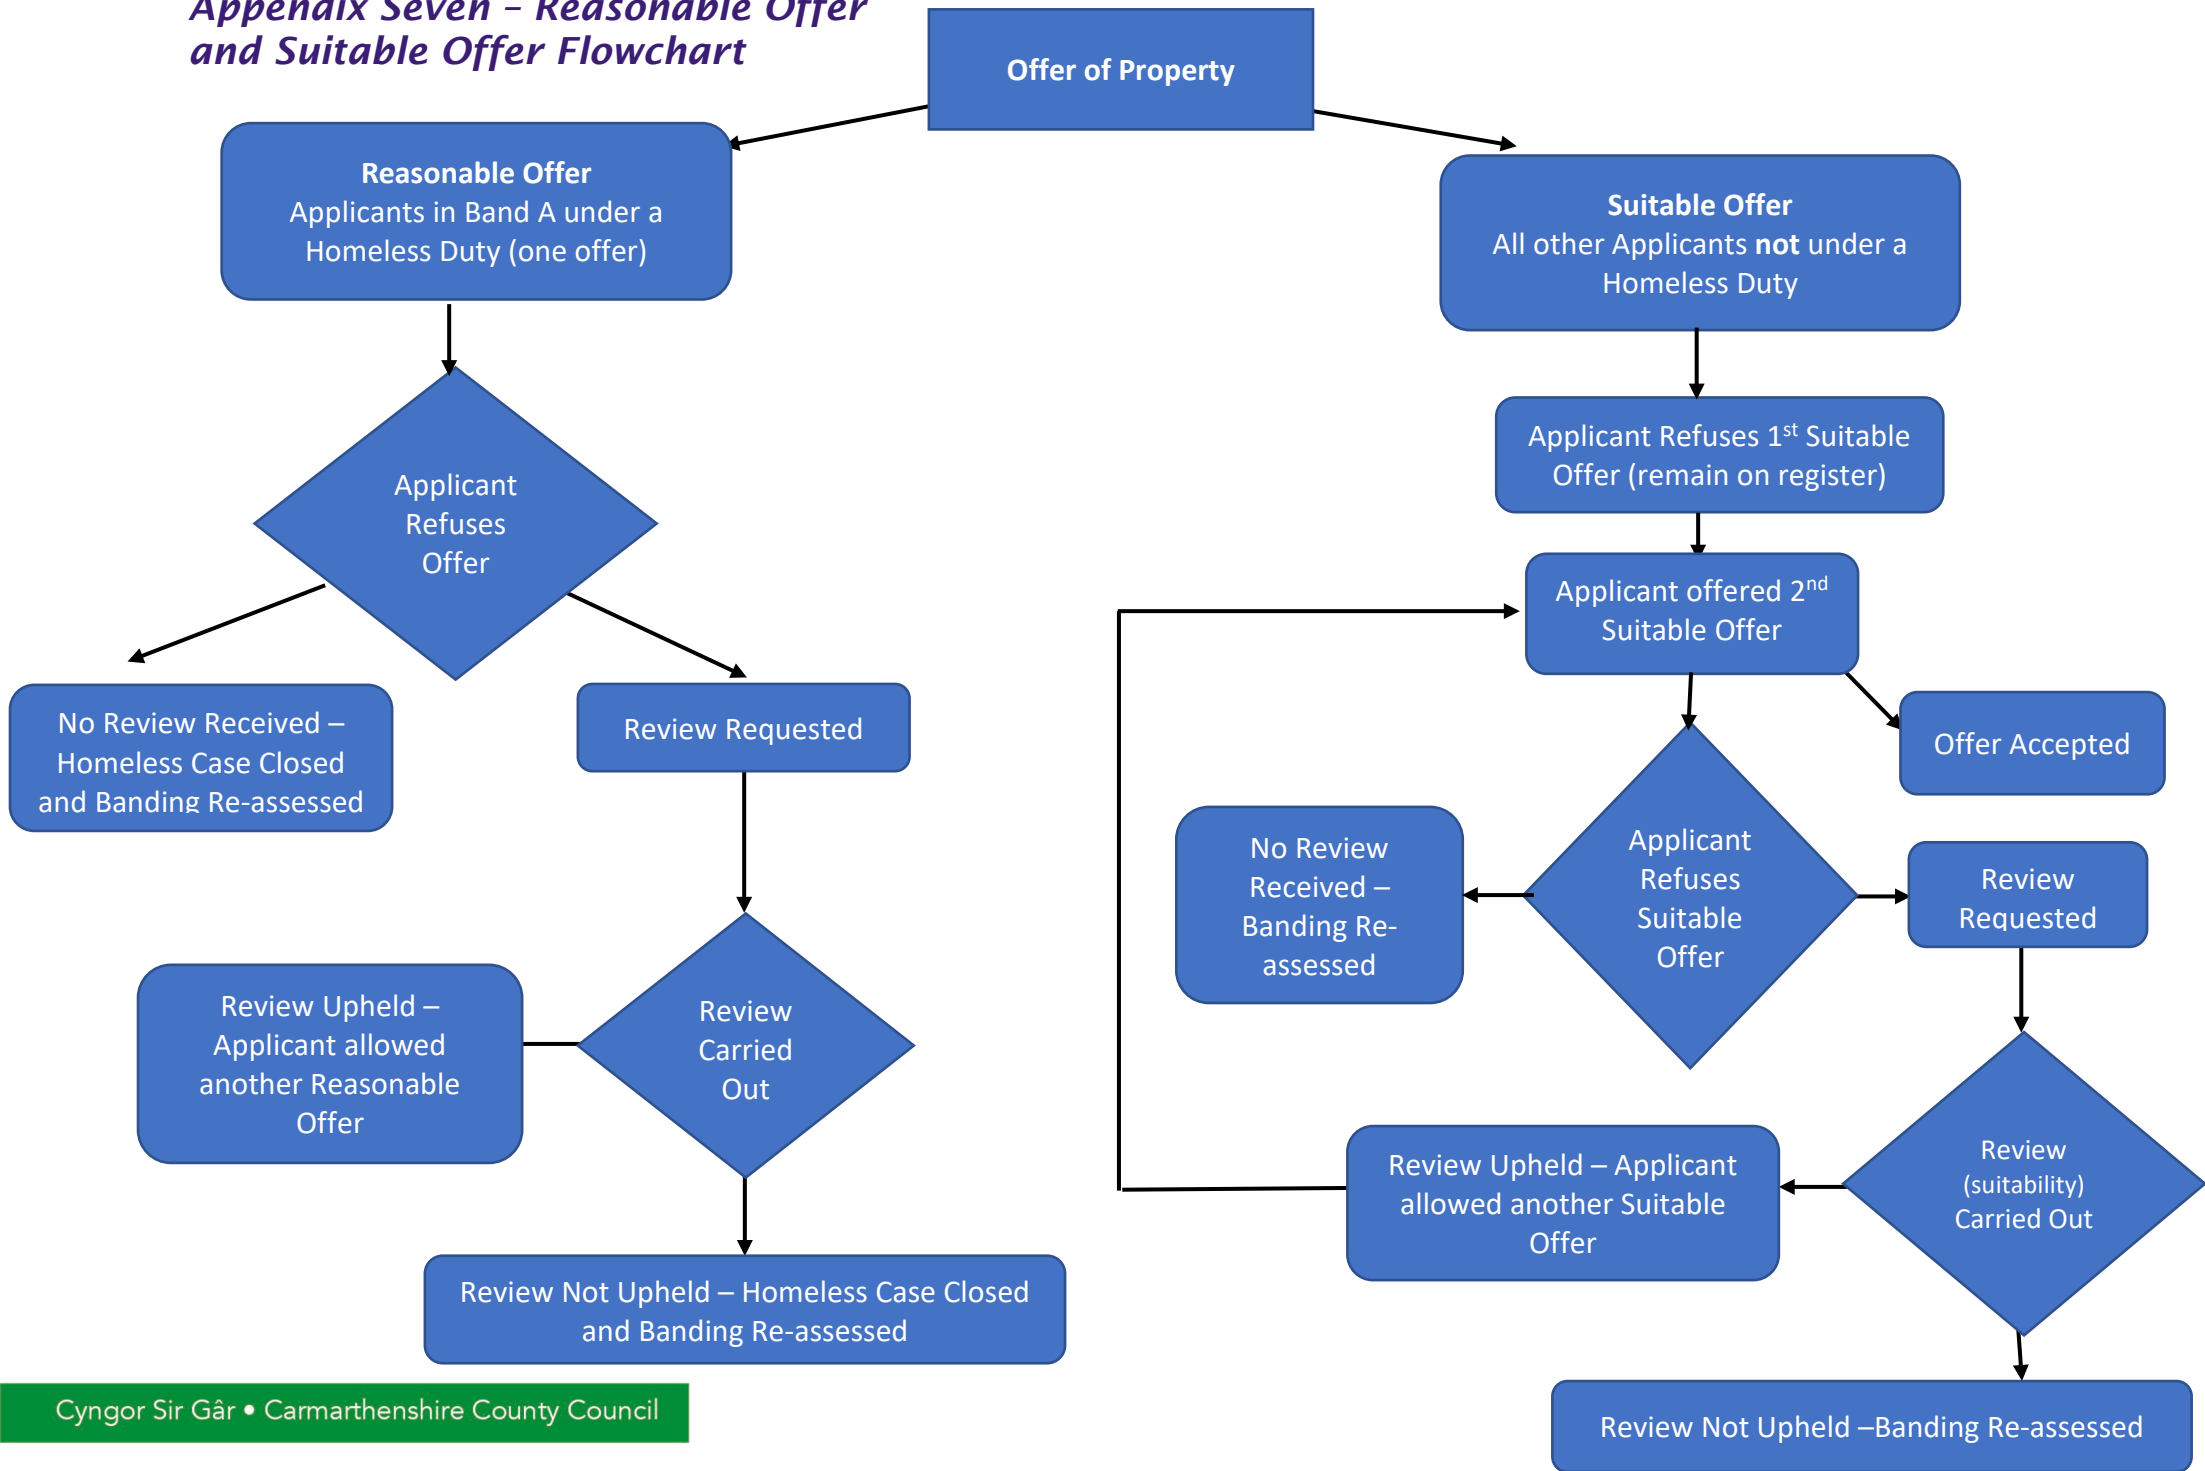 Appendix Seven – Reasonable Offer
and Suitable Offer Flowchart
Offer of Property
Reasonable Offer
Applicants in Band A under a
Homeless Duty (one offer)
Suitable Offer
All other Applicants not under a
Homeless Duty
Applicant
Refuses
Offer
Applicant Refuses 1st Suitable
Offer (remain on register)
Applicant offered 2nd
Suitable Offer
No Review Received –
Homeless Case Closed
and Banding Re-assessed
Review Requested
Offer Accepted
No Review
Received –
Banding Re-
assessed
Applicant
Refuses
Suitable
Offer
Review
Requested
Review Upheld –
Applicant allowed
another Reasonable
Offer
Review
Carried
Out
Review Upheld – Applicant
allowed another Suitable
Offer
Review
(suitability)
Carried Out
Review Not Upheld – Homeless Case Closed
and Banding Re-assessed
Review Not Upheld –Banding Re-assessed
Cyngor Sir Gâr • Carmarthenshire County Council